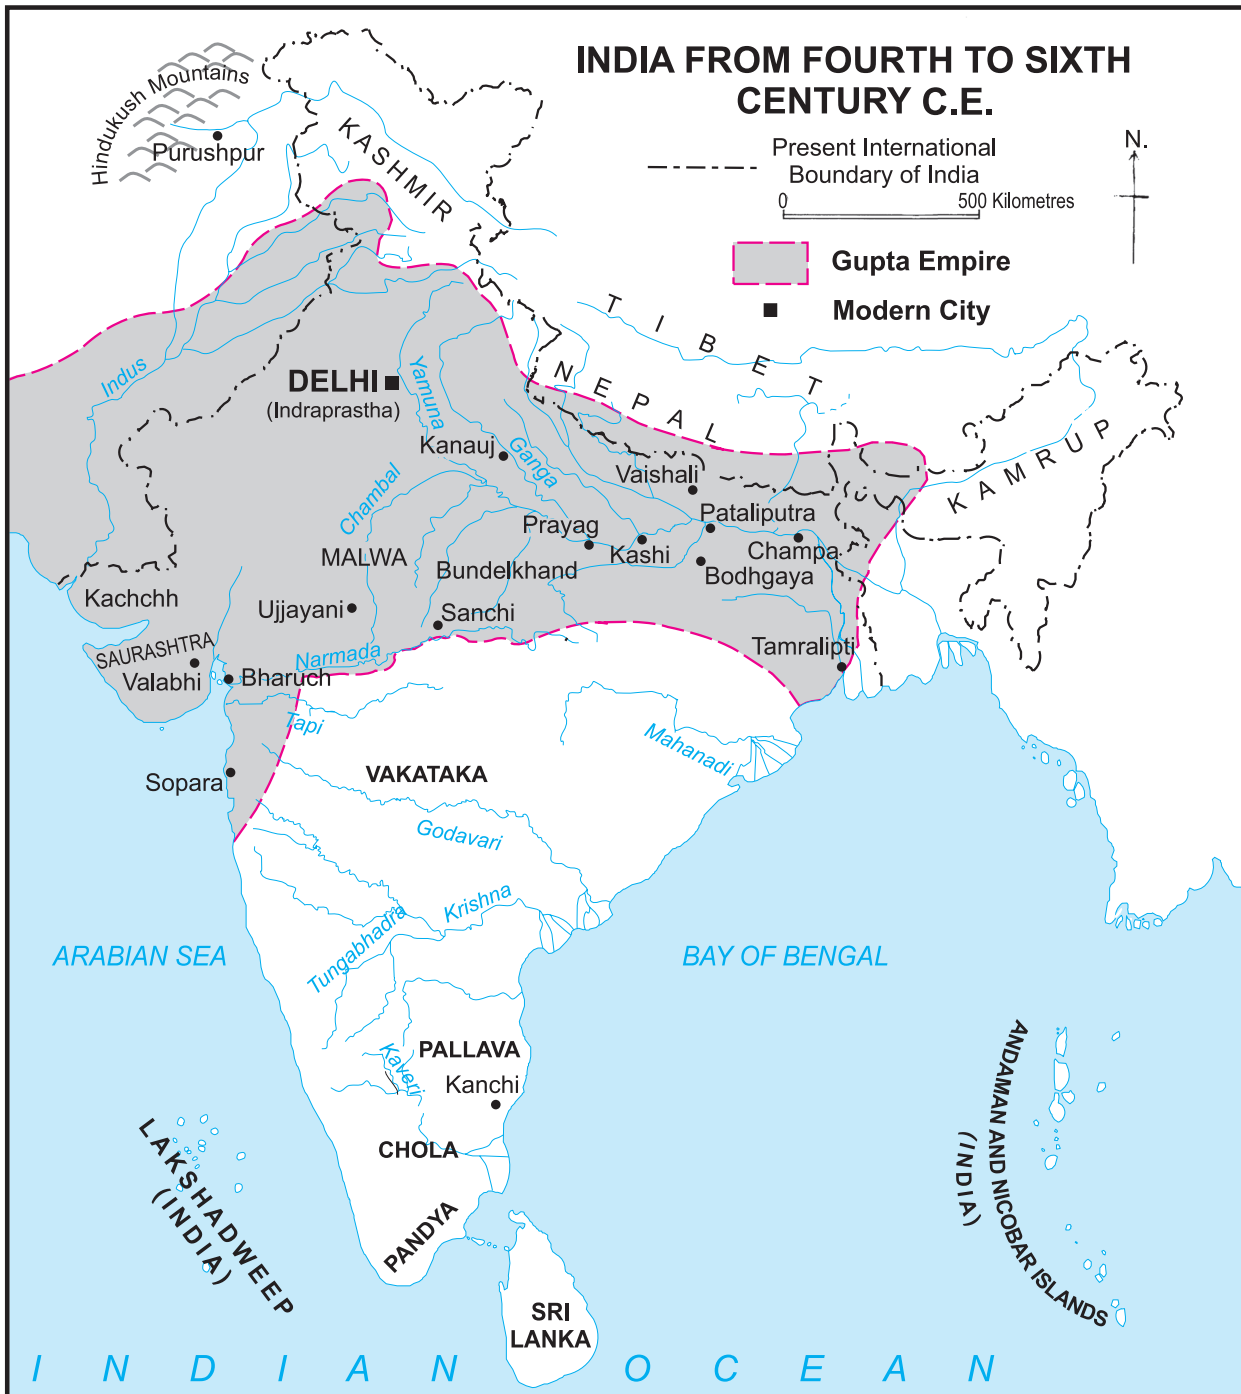 INDIA FROM FOURTH TO SIXTH
CENTURY C.E.
Present International
Boundary of India
N.
0
500 Kilometres
Gupta Empire
Modern City
Hindukush Mountains
Purushpur
KASHMIR
TIBET
NEPAL
KAMRUP
Indus
DELHI
(Indraprastha)
Yamuna
Kanauj
Ganga
Vaishali
Chambal
Prayag
Pataliputra
Kashi
Champa
MALWA
Bundelkhand
Bodhgaya
Kachchh
Ujjayani
Sanchi
SAURASHTRA
Narmada
Tamralipti
Valabhi
Bharuch
Tapi
Mahanadi
Sopara
VAKATAKA
Godavari
Krishna
Tungabhadra
ARABIAN SEA
BAY OF BENGAL
PALLAVA
Kaveri
Kanchi
CHOLA
PANDYA
LAKSHADWEEP
(INDIA)
ANDAMAN AND NICOBAR ISLANDS
(INDIA)
SRI
LANKA
INDIAN OCEAN